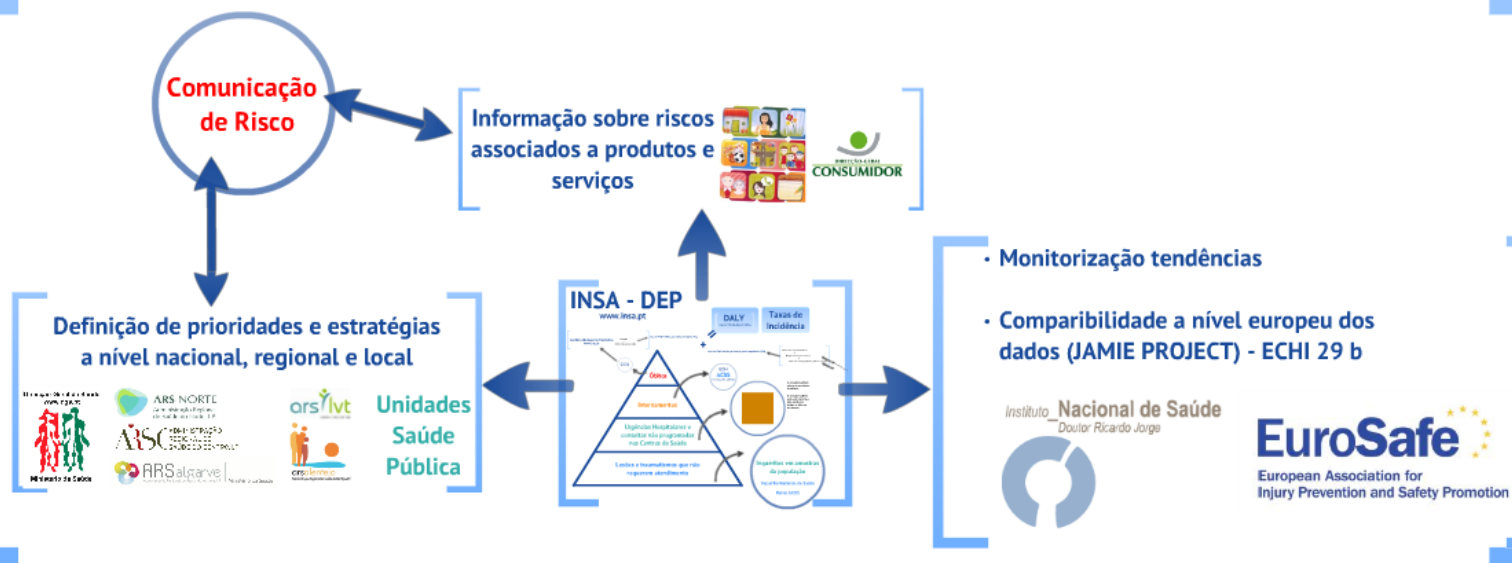 Comunicação
de Risco
Informação sobre riscos
associados a produtos e
serviços
CONSUMIDOR
Definição de prioridades e estratégias
a nível nacional, regional e local
Ministério da Saúde
ARS NORTE
ARSC
ADMINISTRAÇÃO
ARSalgarve
ars lvt
Unidades
Saúde
Pública
INSA - DEP
www.insa.pt
DALY
Taxas de
Incidência
+
Óbitos
Internamentos
Urgências Hospitalares e
consultas não programadas
nos Centros de Saúde
Lesões e traumatismos que não
requerem atendimento
Inquéritos em amostras
da população
• Monitorização tendências
• Comparibilidade a nível europeu dos
dados (JAMIE PROJECT) - ECHI 29 b
Instituto_Nacional de Saúde
Doutor Ricardo Jorge
EuroSafe
European Association for
Injury Prevention and Safety Promotion